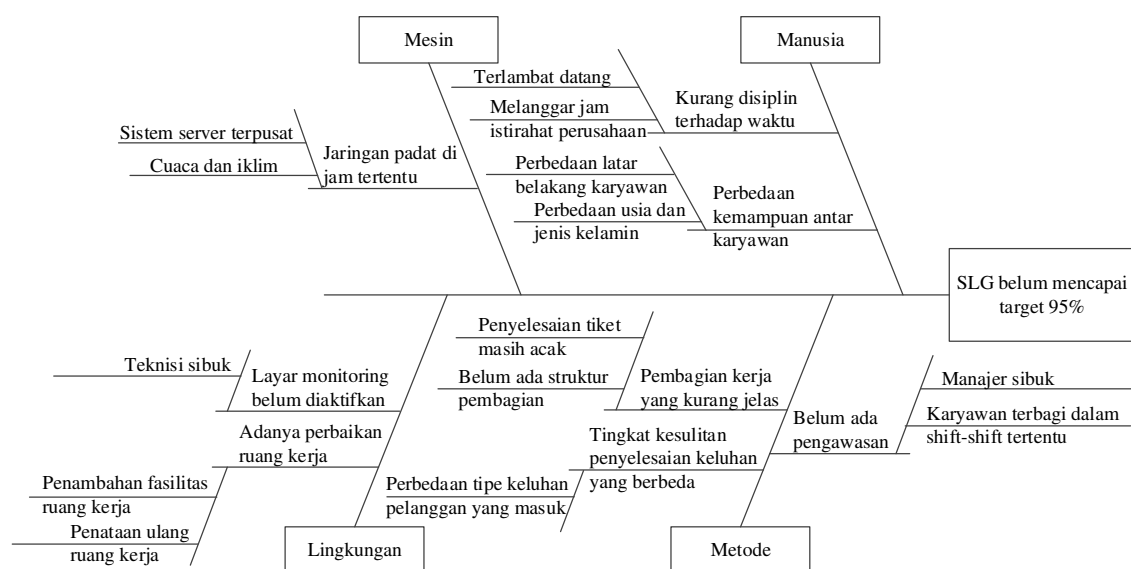 Mesin
Manusia
Terlambat datang
Melanggar jam
istirahat perusahaan
Kurang disiplin
terhadap waktu
Sistem server terpusat
Cuaca dan iklim
Jaringan padat di
jam tertentu
Perbedaan latar
belakang karyawan
Perbedaan usia dan
jenis kelamin
Perbedaan
kemampuan antar
karyawan
SLG belum mencapai
target 95%
Penyelesaian tiket
masih acak
Belum ada struktur
pembagian
Pembagian kerja
yang kurang jelas
Teknisi sibuk
Layar monitoring
belum diaktifkan
Adanya perbaikan
ruang kerja
Penambahan fasilitas
ruang kerja
Penataan ulang
ruang kerja
Tingkat kesulitan
penyelesaian keluhan
yang berbeda
Perbedaan tipe keluhan
pelanggan yang masuk
Belum ada
pengawasan
Manajer sibuk
Karyawan terbagi dalam
shift-shift tertentu
Lingkungan
Metode